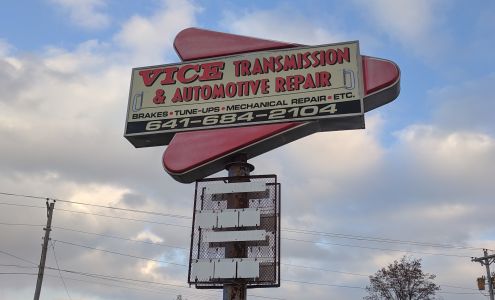 VICE TRANSMISSION
& AUTOMOTIVE REPAIR
BRAKES • TUNE-UPS • MECHANICAL REPAIR • ETC.
641-684-2104